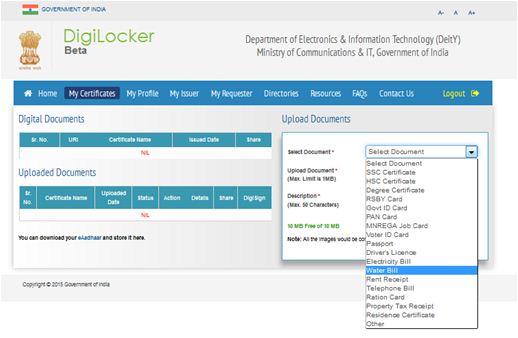 GOVERNMENT OF INDIA
A- A A+
DigiLocker
Beta
Department of Electronics & Information Technology (DeitY)
Ministry of Communications & IT, Government of India
Home My Certificates My Profile My Issuer My Requester Directories Resources FAQs Contact Us Logout
Digital Documents
Sr. No. URI Certificate Name Issued Date Share
NIL
Uploaded Documents
Sr. No. Certificate Name Uploaded Date Status Action Details Share DigiSign
NIL
You can download your eAadhaar and store it here.
Upload Documents
Select Document * Select Document
Upload Document *
(Max. Limit is 1MB)
Description *
(Max. 50 Characters)
10 MB Free of 10 MB
Note: All the images would be co
Select Document
SSC Certificate
HSC Certificate
Degree Certificate
RSBY Card
Govt ID Card
PAN Card
MNREGA Job Card
Voter ID Card
Passport
Driver's Licence
Electricity Bill
Water Bill
Rent Receipt
Telephone Bill
Ration Card
Property Tax Receipt
Residence Certificate
Other
Copyright © 2015 Government of India